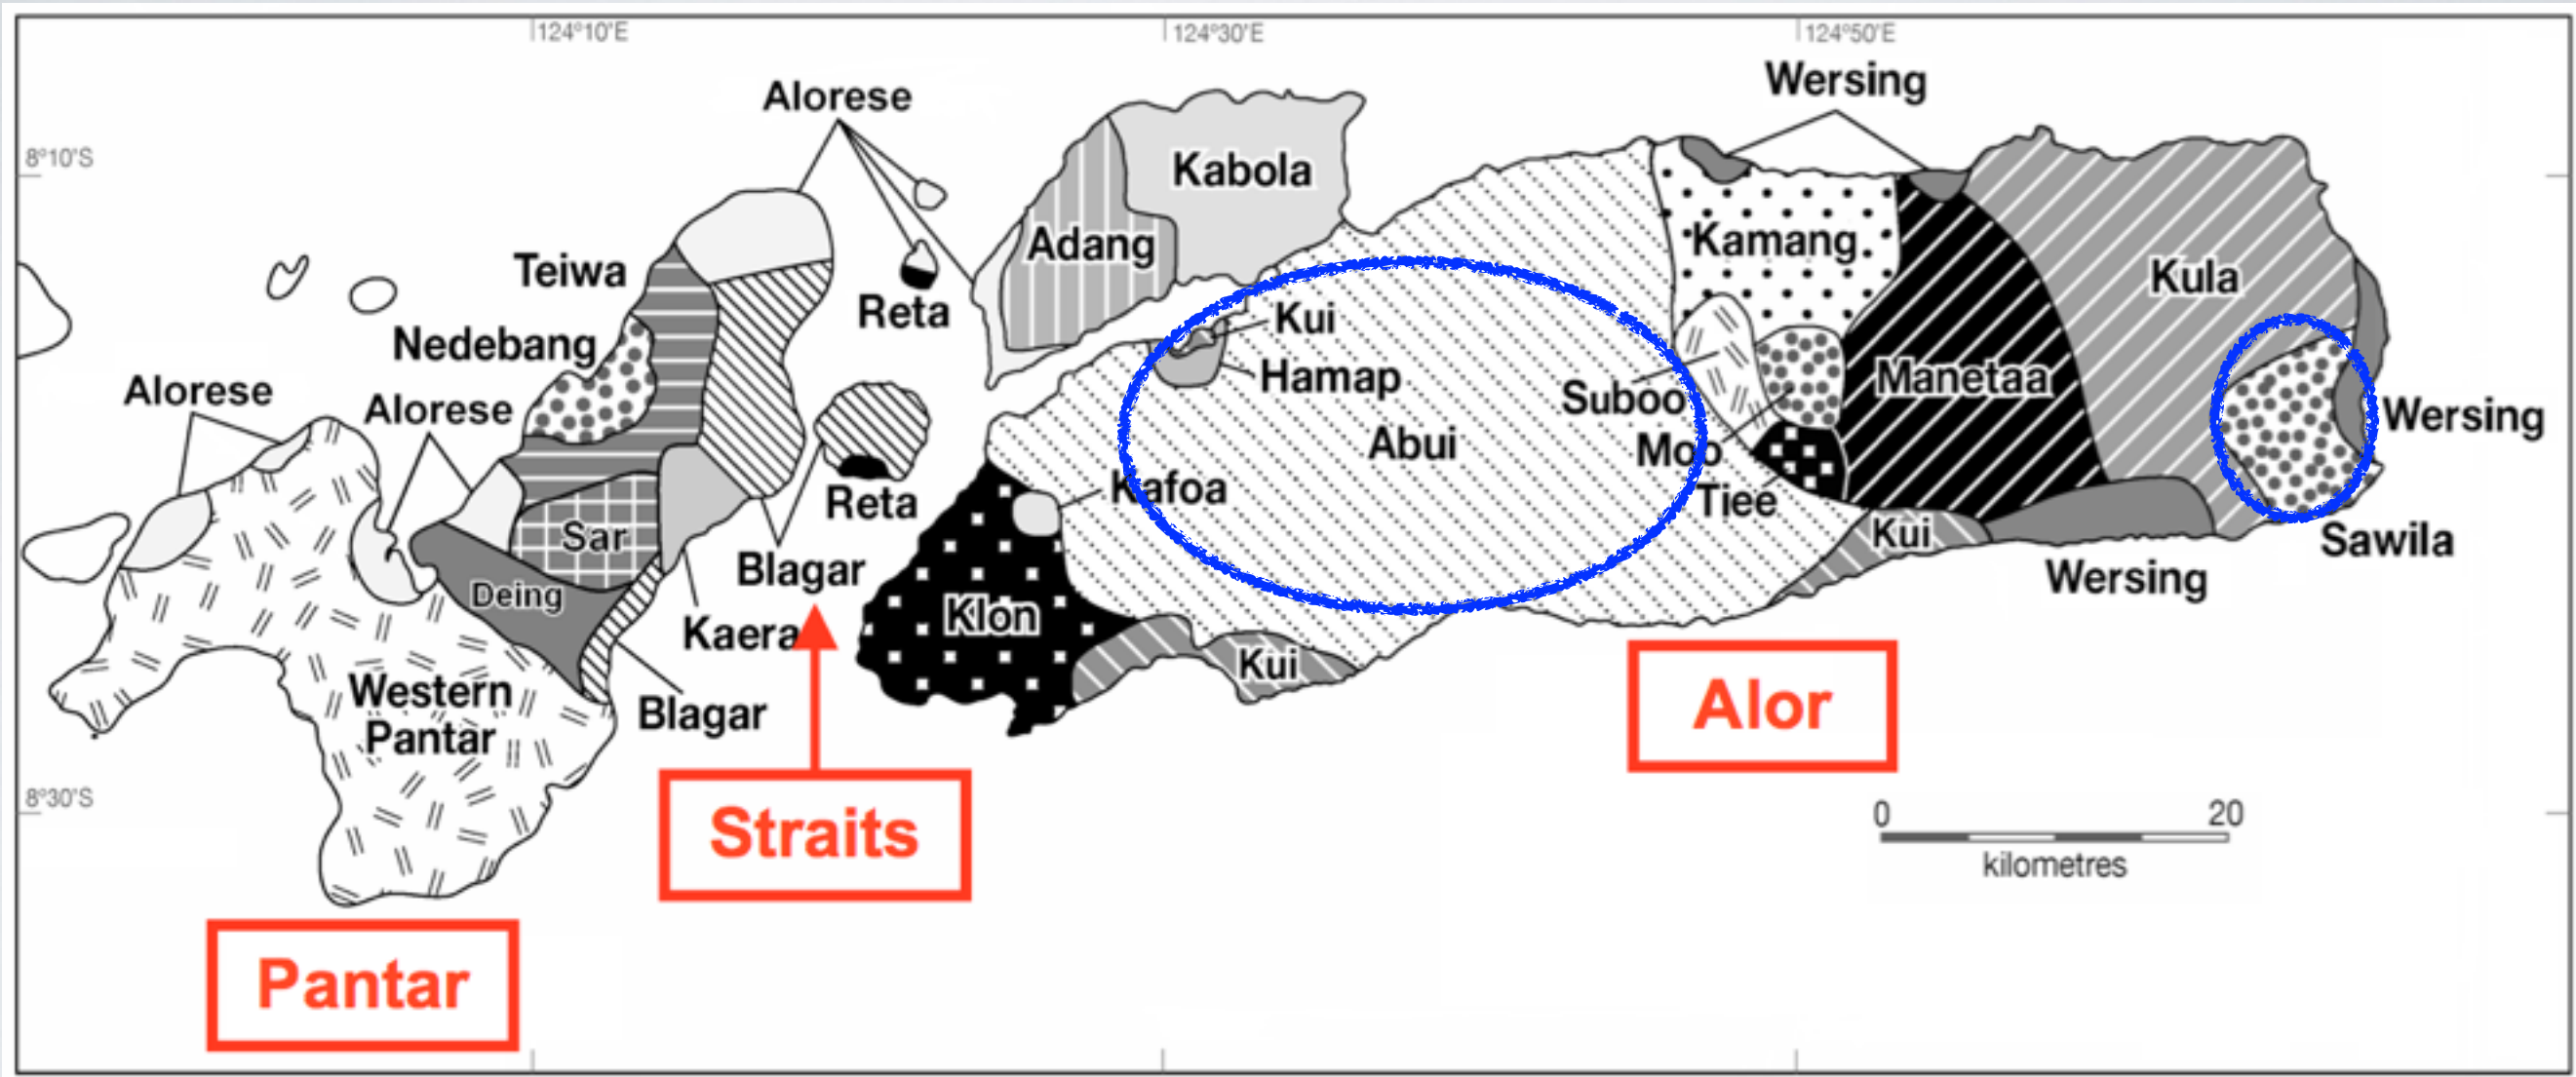 124°10'E
124°30'E
124°50'E
8°10'S
8°30'S
Alorese
Wersing
Kabola
Adang
Teiwa
Reta
Kamang
Kula
Nedebang
Kui
Hamap
Alorese
Alorese
Suboo
Manetaa
Wersing
Abui
Moo
Kafoa
Tiee
Reta
Sar
Kui
Sawila
Deing
Blagar
Wersing
Klon
Kaera
Kui
Western
Pantar
Blagar
Alor
Straits
0 20
kilometres
Pantar